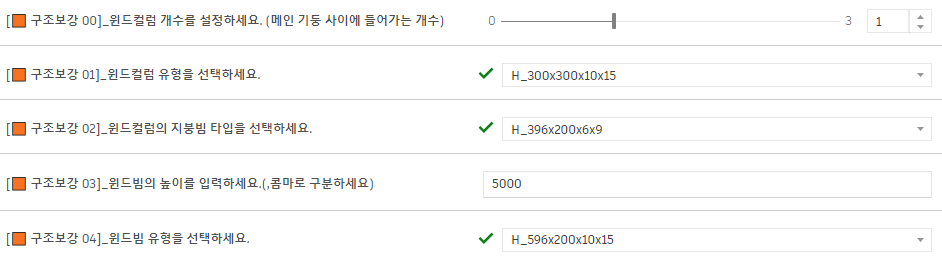 [🟧 구조보강 00]_윈드컬럼 개수를 설정하세요. (메인 기둥 사이에 들어가는 개수) 0 3 1
[🟧 구조보강 01]_윈드컬럼 유형을 선택하세요. H_300x300x10x15
[🟧 구조보강 02]_윈드컬럼의 지붕빔 타입을 선택하세요. H_396x200x6x9
[🟧 구조보강 03]_윈드빔의 높이를 입력하세요.(,콤마로 구분하세요) 5000
[🟧 구조보강 04]_윈드빔 유형을 선택하세요. H_596x200x10x15